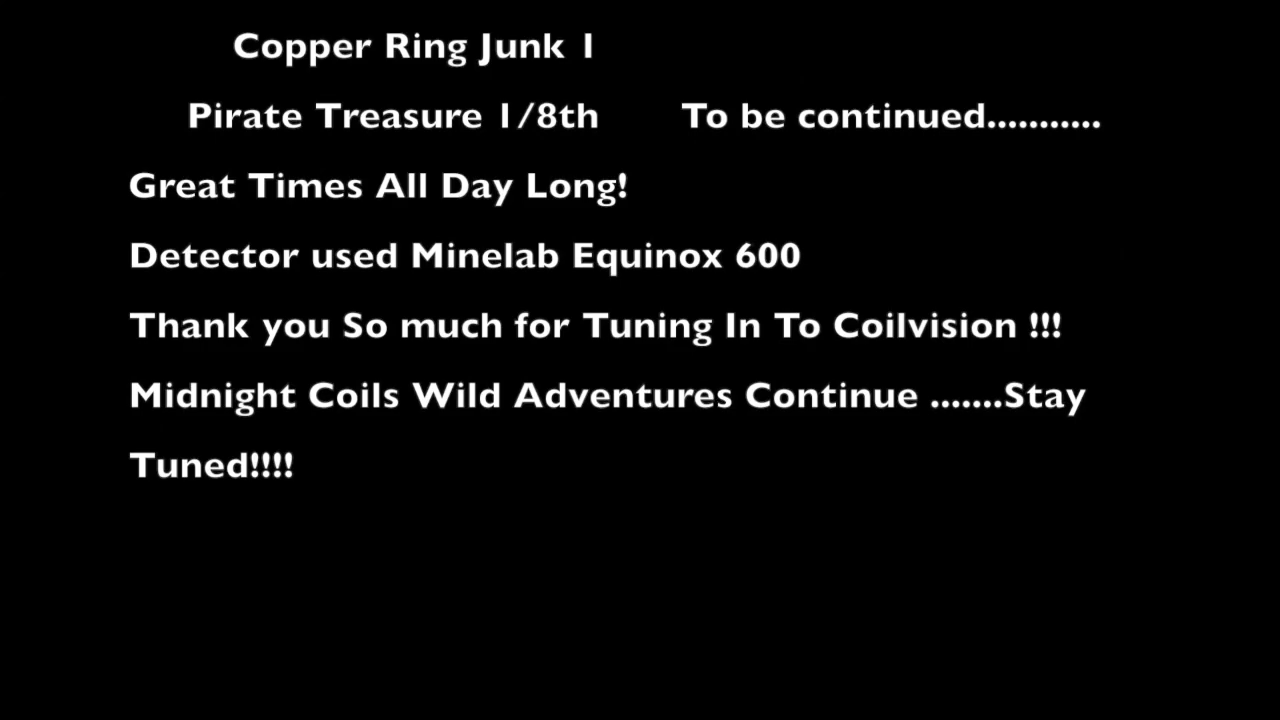 Copper Ring Junk 1
Pirate Treasure 1/8th To be continued...........
Great Times All Day Long!
Detector used Minelab Equinox 600
Thank you So much for Tuning In To Coilvision !!!
Midnight Coils Wild Adventures Continue .......Stay
Tuned!!!!